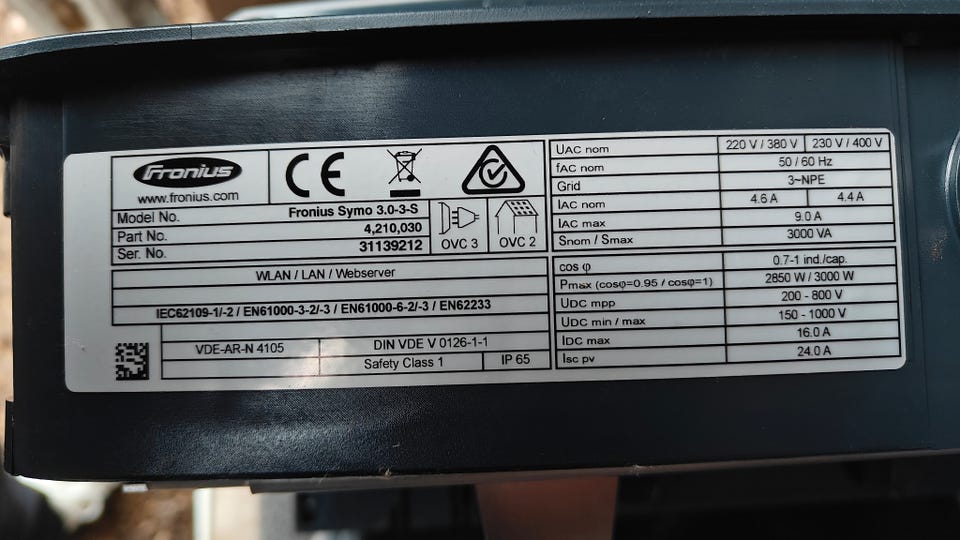 Fronius
www.fronius.com
CE
Model No. Fronius Symo 3.0-3-S
Part No. 4,210,030
Ser. No. 31139212
OVC 3 OVC 2
WLAN / LAN / Webserver
IEC62109-1/-2 / EN61000-3-2/-3 / EN61000-6-2/-3 / EN62233
VDE-AR-N 4105 DIN VDE V 0126-1-1
Safety Class 1 IP 65
UAC nom 220 V / 380 V 230 V / 400 V
fAC nom 50 / 60 Hz
Grid 3~NPE
IAC nom 4.6 A 4.4 A
IAC max 9.0 A
Snom / Smax 3000 VA
cos φ 0.7-1 ind./cap.
Pmax (cosφ=0.95 / cosφ=1) 2850 W / 3000 W
UDC mpp 200 - 800 V
UDC min / max 150 - 1000 V
IDC max 16.0 A
Isc pv 24.0 A